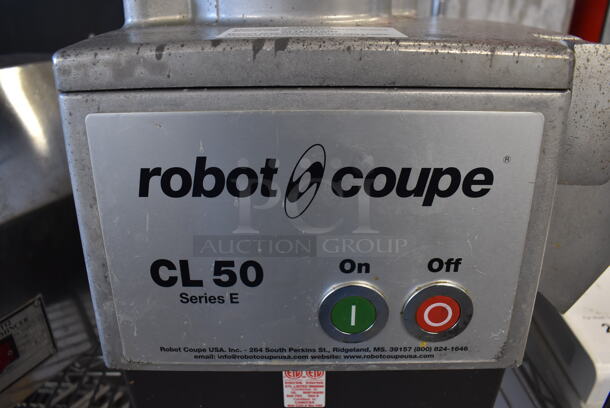 robot coupe®
PCI
AUCTION GROUP
CL 50
Series E
On
Off
Robot Coupe USA. Inc. - 264 South Perkins St., Ridgeland, MS. 39157 (800) 824-1646
email: info@robotcoupeusa.com website: www.robotcoupeusa.com